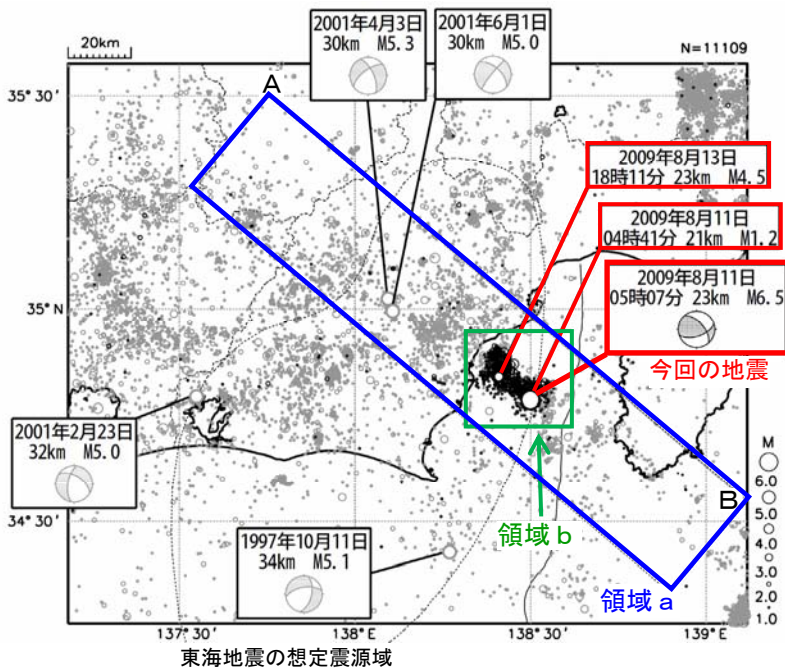 2001年4月3日
30km M5.3
2001年6月1日
30km M5.0
20km
N=11109
A
35°30′
2009年8月13日
18時11分 23km M4.5
2009年8月11日
04時41分 21km M1.2
2009年8月11日
05時07分 23km M6.5
今回の地震
35°N
2001年2月23日
32km M5.0
M
6.0
5.0
4.0
3.0
2.0
1.0
B
34°30′
領域b
1997年10月11日
34km M5.1
領域a
137°30′
138°E
138°30′
139°E
東海地震の想定震源域